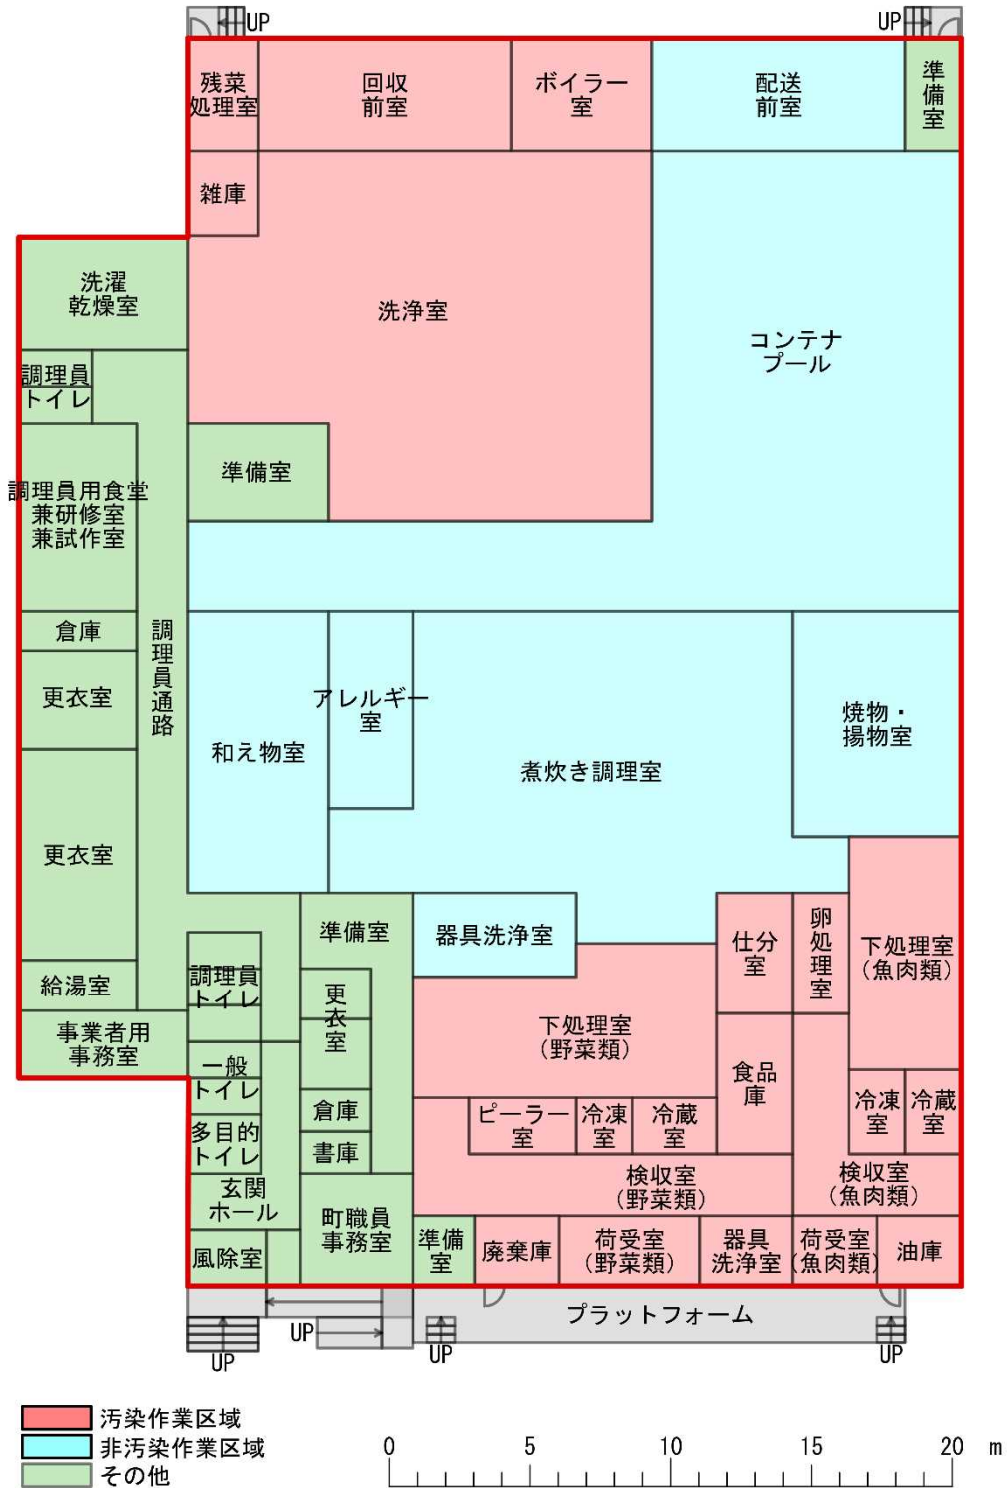 UP
UP
残菜
処理室
回収
前室
ボイラー
室
配送
前室
準
備
室
雑庫
洗濯
乾燥室
洗浄室
コンテナ
プール
調理員
トイレ
準備室
調理員用食堂
兼研修室
兼試作室
倉庫
調
理
員
通
路
更衣室
和え物室
アレルギー
室
煮炊き調理室
焼物・
揚物室
更衣室
準備室
器具洗浄室
仕分
室
卵
処
理
室
下処理室
(魚肉類)
給湯室
調理員
トイレ
更
衣
室
下処理室
(野菜類)
事業者用
事務室
一般
トイレ
食品
庫
倉庫
ピーラー
室
冷凍
室
冷蔵
室
冷凍
室
冷蔵
室
多目的
トイレ
書庫
検収室
(野菜類)
検収室
(魚肉類)
玄関
ホール
町職員
事務室
風除室
準備
室
廃棄庫
荷受室
(野菜類)
器具
洗浄室
荷受室
(魚肉類)
油庫
プラットフォーム
UP
UP
UP
UP
汚染作業区域
非汚染作業区域
その他
0 5 10 15 20 m